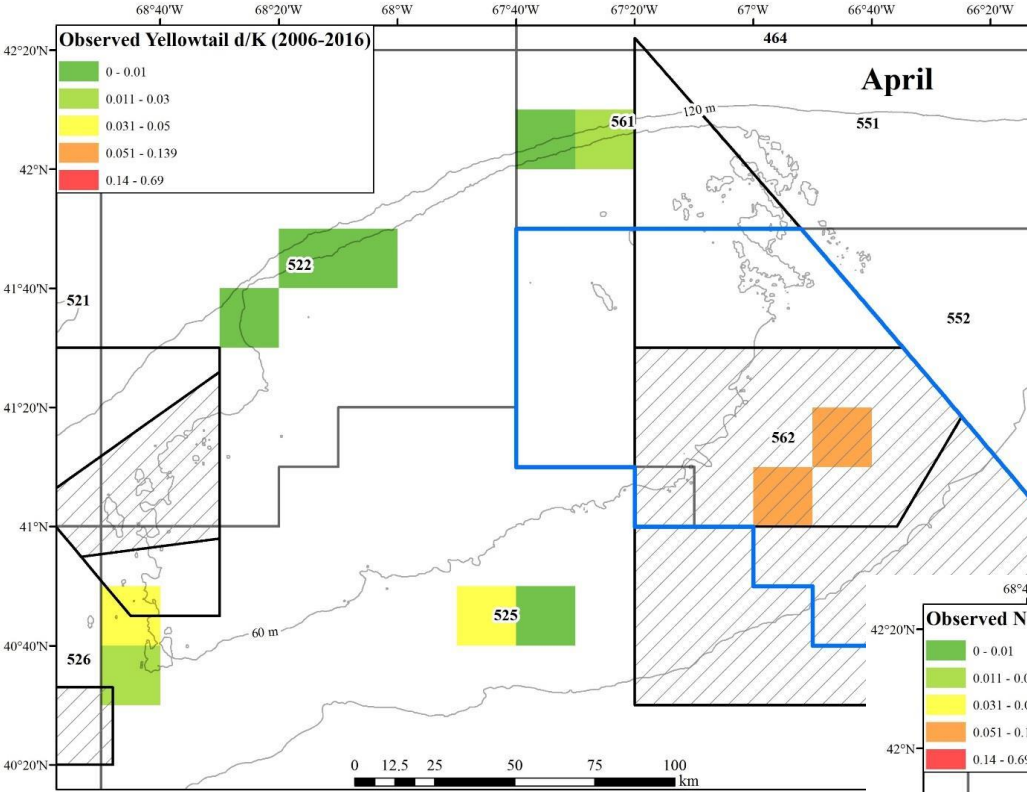 68°40'W 68°20'W 68°W 67°40'W 67°20'W 67°W 66°40'W 66°20'W
Observed Yellowtail d/K (2006-2016)
0 - 0.01
0.011 - 0.03
0.031 - 0.05
0.051 - 0.139
0.14 - 0.69
42°20'N
42°N
41°40'N
41°20'N
41°N
40°40'N
40°20'N
464
April
120 m
561
551
522
521
552
562
525
60 m
526
0 12.5 25 50 75 100
km
68°4
Observed N
42°20'N
0 - 0.01
0.011 - 0.0
0.031 - 0.0
0.051 - 0.1
0.14 - 0.69
42°N